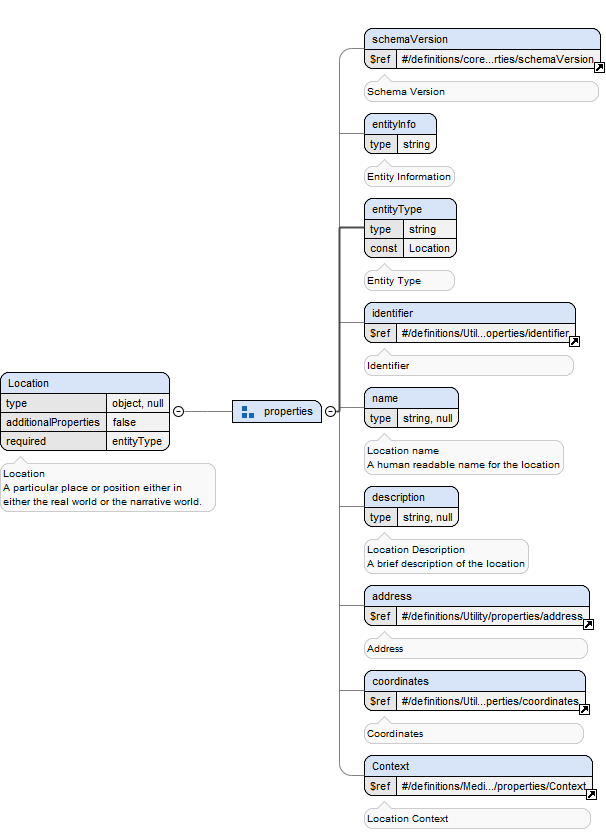 schemaVersion
$ref #/definitions/core...rties/schemaVersion
Schema Version
entityInfo
type string
Entity Information
entityType
type string
const Location
Entity Type
identifier
$ref #/definitions/Util...operties/identifier
Identifier
Location
type object, null
additionalProperties false
required entityType
Location
A particular place or position either in
either the real world or the narrative world.
properties
name
type string, null
Location name
A human readable name for the location
description
type string, null
Location Description
A brief description of the location
address
$ref #/definitions/Utility/properties/address
Address
coordinates
$ref #/definitions/Util...perties/coordinates
Coordinates
Context
$ref #/definitions/Medi.../properties/Context
Location Context